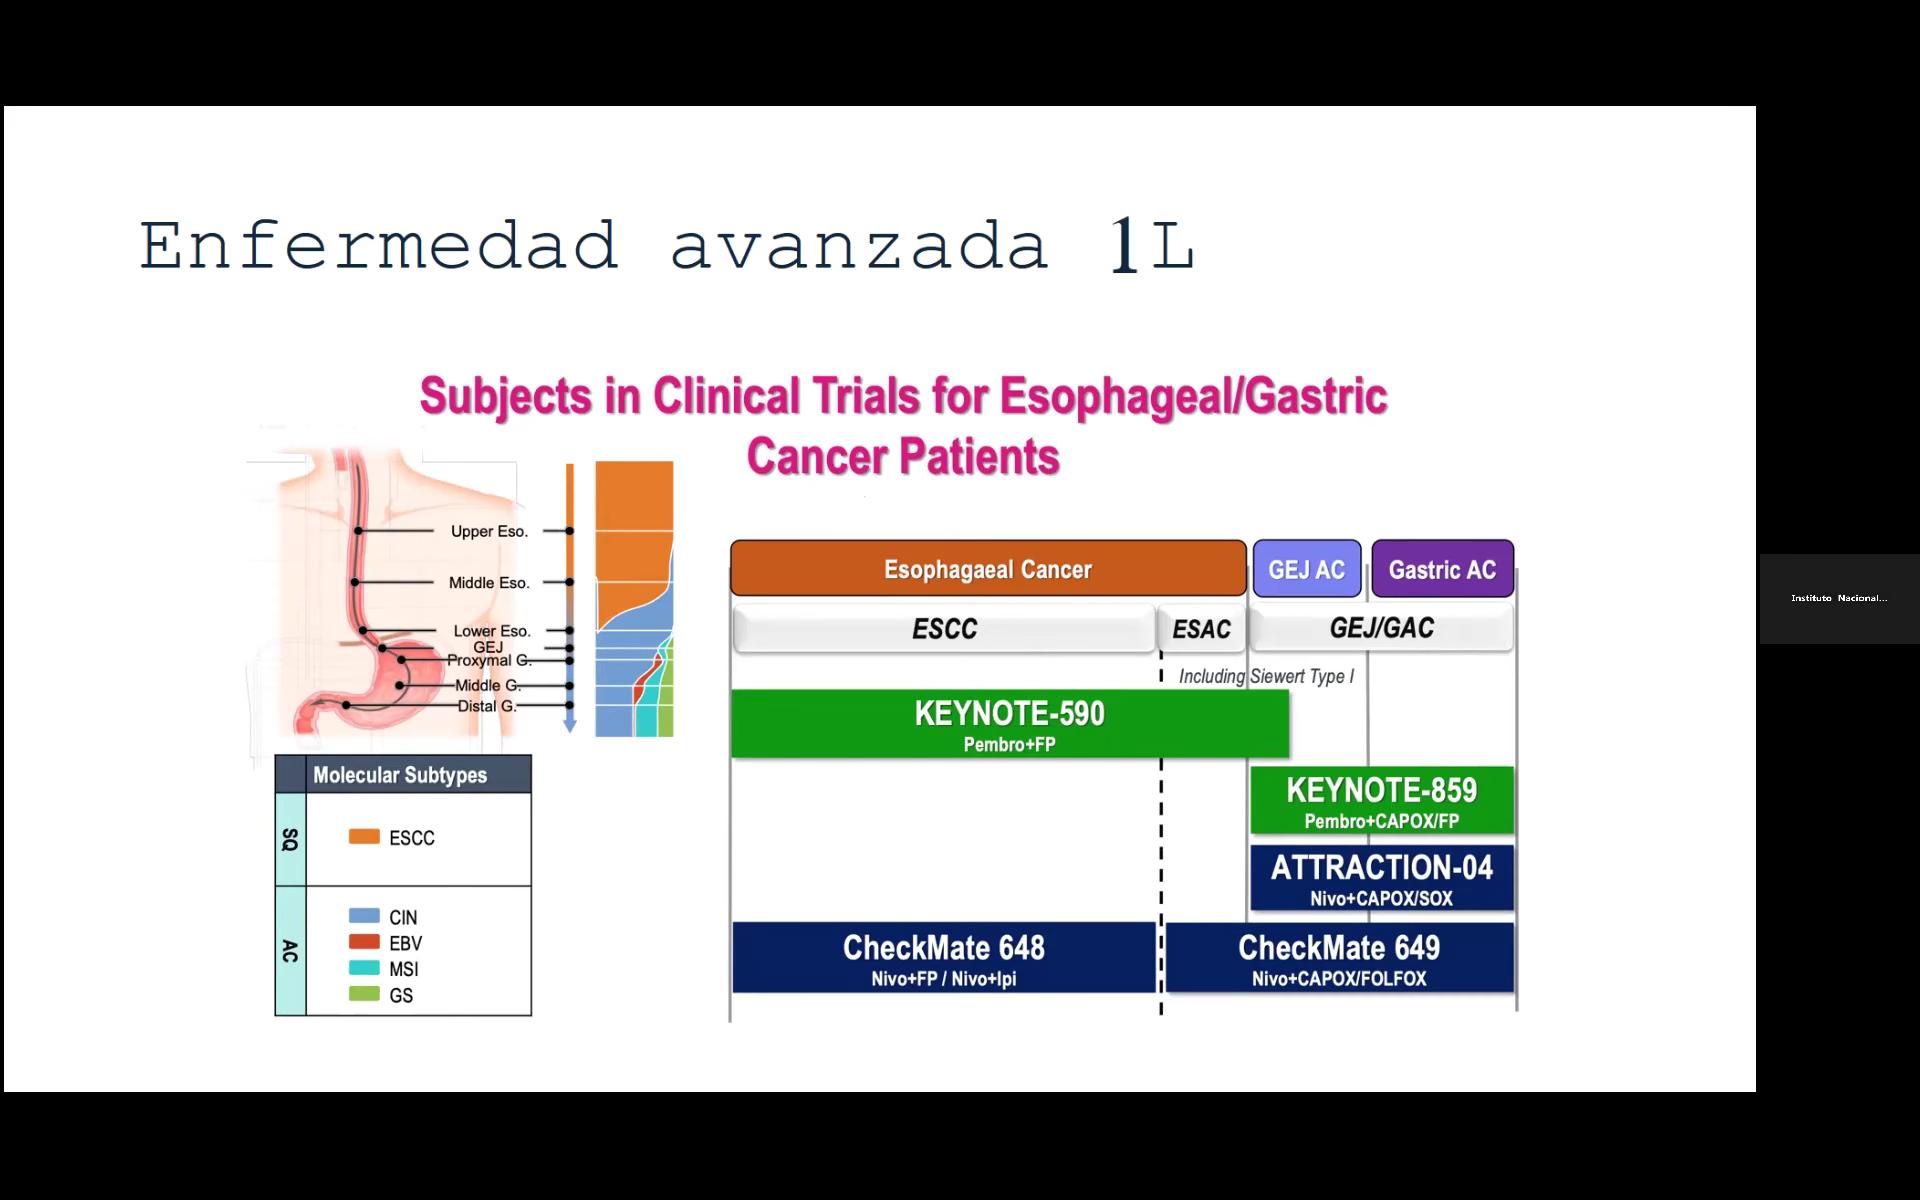 Enfermedad avanzada 1L
Subjects in Clinical Trials for Esophageal/Gastric
Cancer Patients
Upper Eso.
Middle Eso.
Lower Eso.
GEJ
Proxymal G.
Middle G.
Distal G.
Molecular Subtypes
SQ
ESCC
AC
CIN
EBV
MSI
GS
Esophagaeal Cancer
GEJ AC
Gastric AC
ESCC
ESAC
GEJ/GAC
Including Siewert Type I
KEYNOTE-590
Pembro+FP
KEYNOTE-859
Pembro+CAPOX/FP
ATTRACTION-04
Nivo+CAPOX/SOX
CheckMate 648
Nivo+FP / Nivo+Ipi
CheckMate 649
Nivo+CAPOX/FOLFOX
Instituto Nacional...